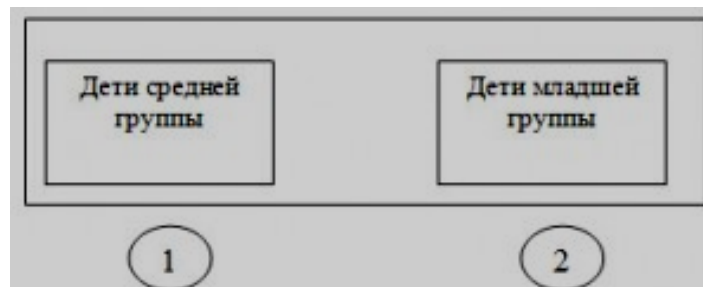 Дети средней
группы
Дети младшей
группы
1
2